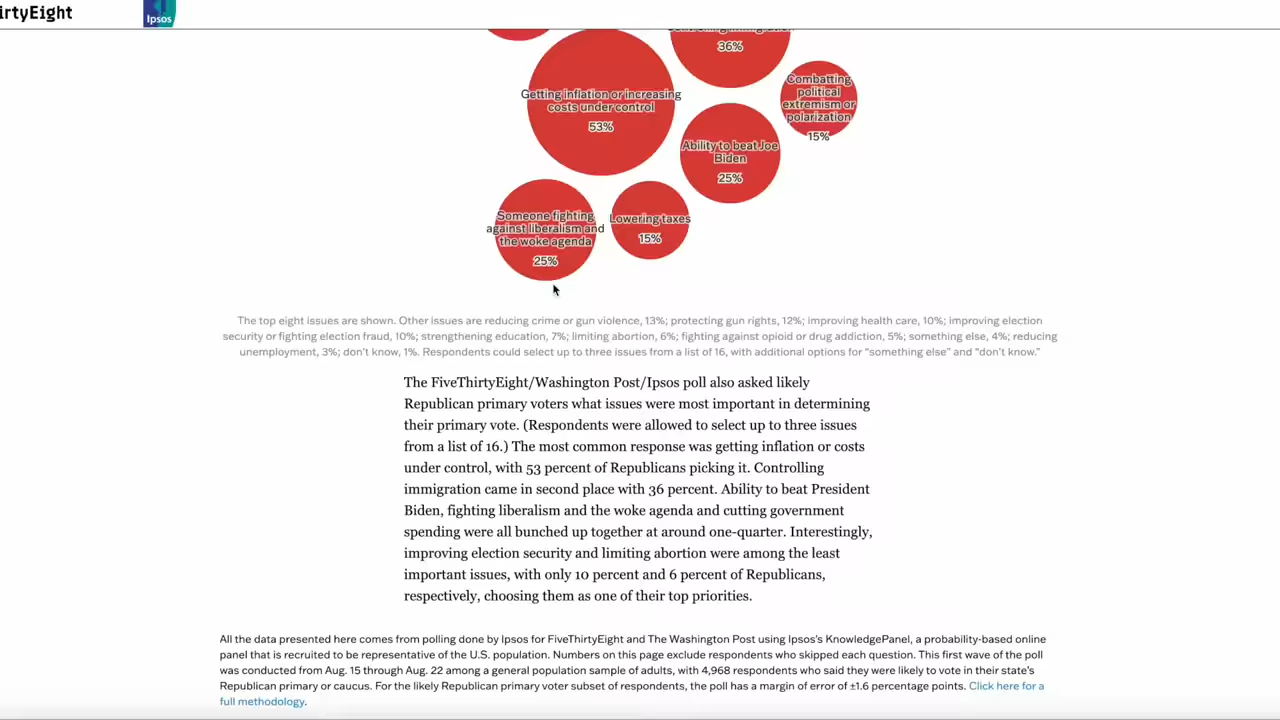 irtyEight
Ipsos
36%
Combatting
political
extremism or
polarization
15%
Getting inflation or increasing
costs under control
53%
Ability to beat Joe
Biden
25%
Someone fighting
against liberalism and
the woke agenda
25%
Lowering taxes
15%
The top eight issues are shown. Other issues are reducing crime or gun violence, 13%; protecting gun rights, 12%; improving health care, 10%; improving election
security or fighting election fraud, 10%; strengthening education, 7%; limiting abortion, 6%; fighting against opioid or drug addiction, 5%; something else, 4%; reducing
unemployment, 3%; don't know, 1%. Respondents could select up to three issues from a list of 16, with additional options for “something else” and “don't know.”
The FiveThirtyEight/Washington Post/Ipsos poll also asked likely
Republican primary voters what issues were most important in determining
their primary vote. (Respondents were allowed to select up to three issues
from a list of 16.) The most common response was getting inflation or costs
under control, with 53 percent of Republicans picking it. Controlling
immigration came in second place with 36 percent. Ability to beat President
Biden, fighting liberalism and the woke agenda and cutting government
spending were all bunched up together at around one-quarter. Interestingly,
improving election security and limiting abortion were among the least
important issues, with only 10 percent and 6 percent of Republicans,
respectively, choosing them as one of their top priorities.
All the data presented here comes from polling done by Ipsos for FiveThirtyEight and The Washington Post using Ipsos's KnowledgePanel, a probability-based online
panel that is recruited to be representative of the U.S. population. Numbers on this page exclude respondents who skipped each question. This first wave of the poll
was conducted from Aug. 15 through Aug. 22 among a general population sample of adults, with 4,968 respondents who said they were likely to vote in their state's
Republican primary or caucus. For the likely Republican primary voter subset of respondents, the poll has a margin of error of ±1.6 percentage points. Click here for a
full methodology.